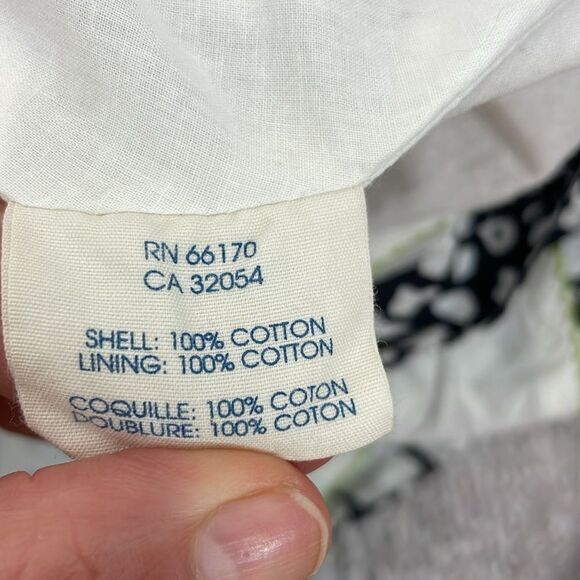 RN 66170
CA 32054
SHELL: 100% COTTON
LINING: 100% COTTON
COQUILLE: 100% COTON
DOUBLURE: 100% COTON